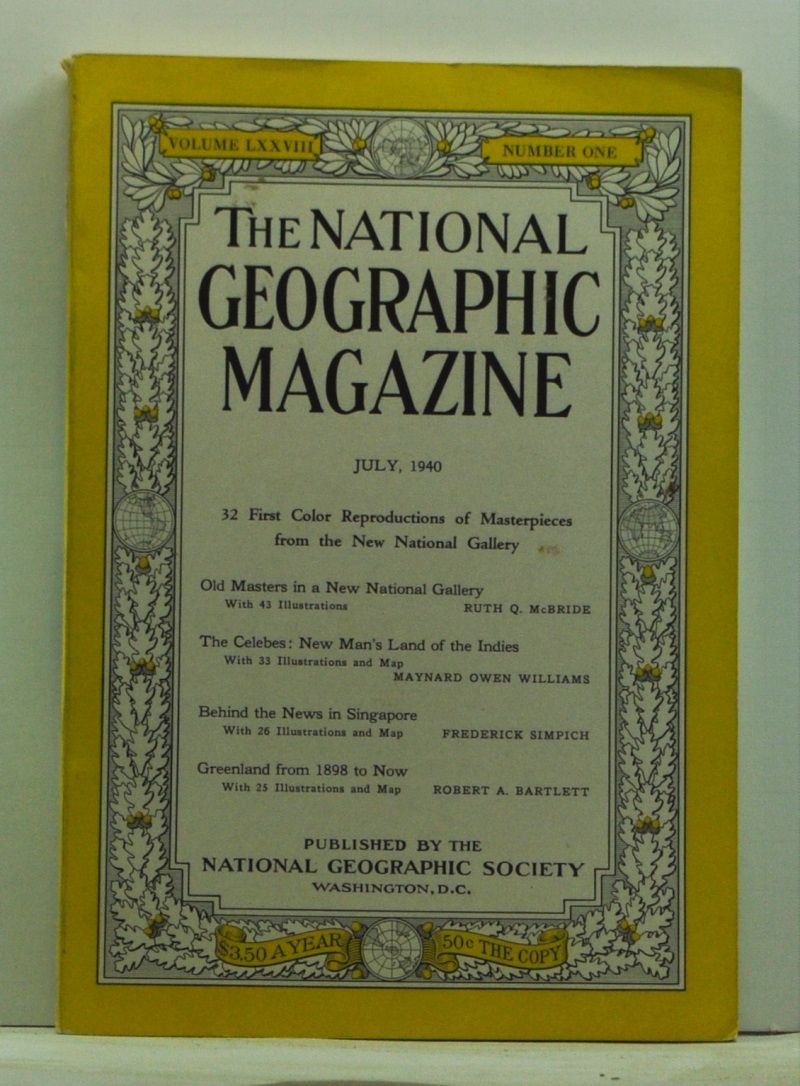 VOLUME LXXVIII
NUMBER ONE
THE NATIONAL
GEOGRAPHIC
MAGAZINE
JULY, 1940
32 First Color Reproductions of Masterpieces
from the New National Gallery
Old Masters in a New National Gallery
With 43 Illustrations RUTH Q. McBRIDE
The Celebes: New Man's Land of the Indies
With 33 Illustrations and Map
MAYNARD OWEN WILLIAMS
Behind the News in Singapore
With 26 Illustrations and Map FREDERICK SIMPICH
Greenland from 1898 to Now
With 25 Illustrations and Map ROBERT A. BARTLETT
PUBLISHED BY THE
NATIONAL GEOGRAPHIC SOCIETY
WASHINGTON, D.C.
$3.50 A YEAR
50c THE COPY